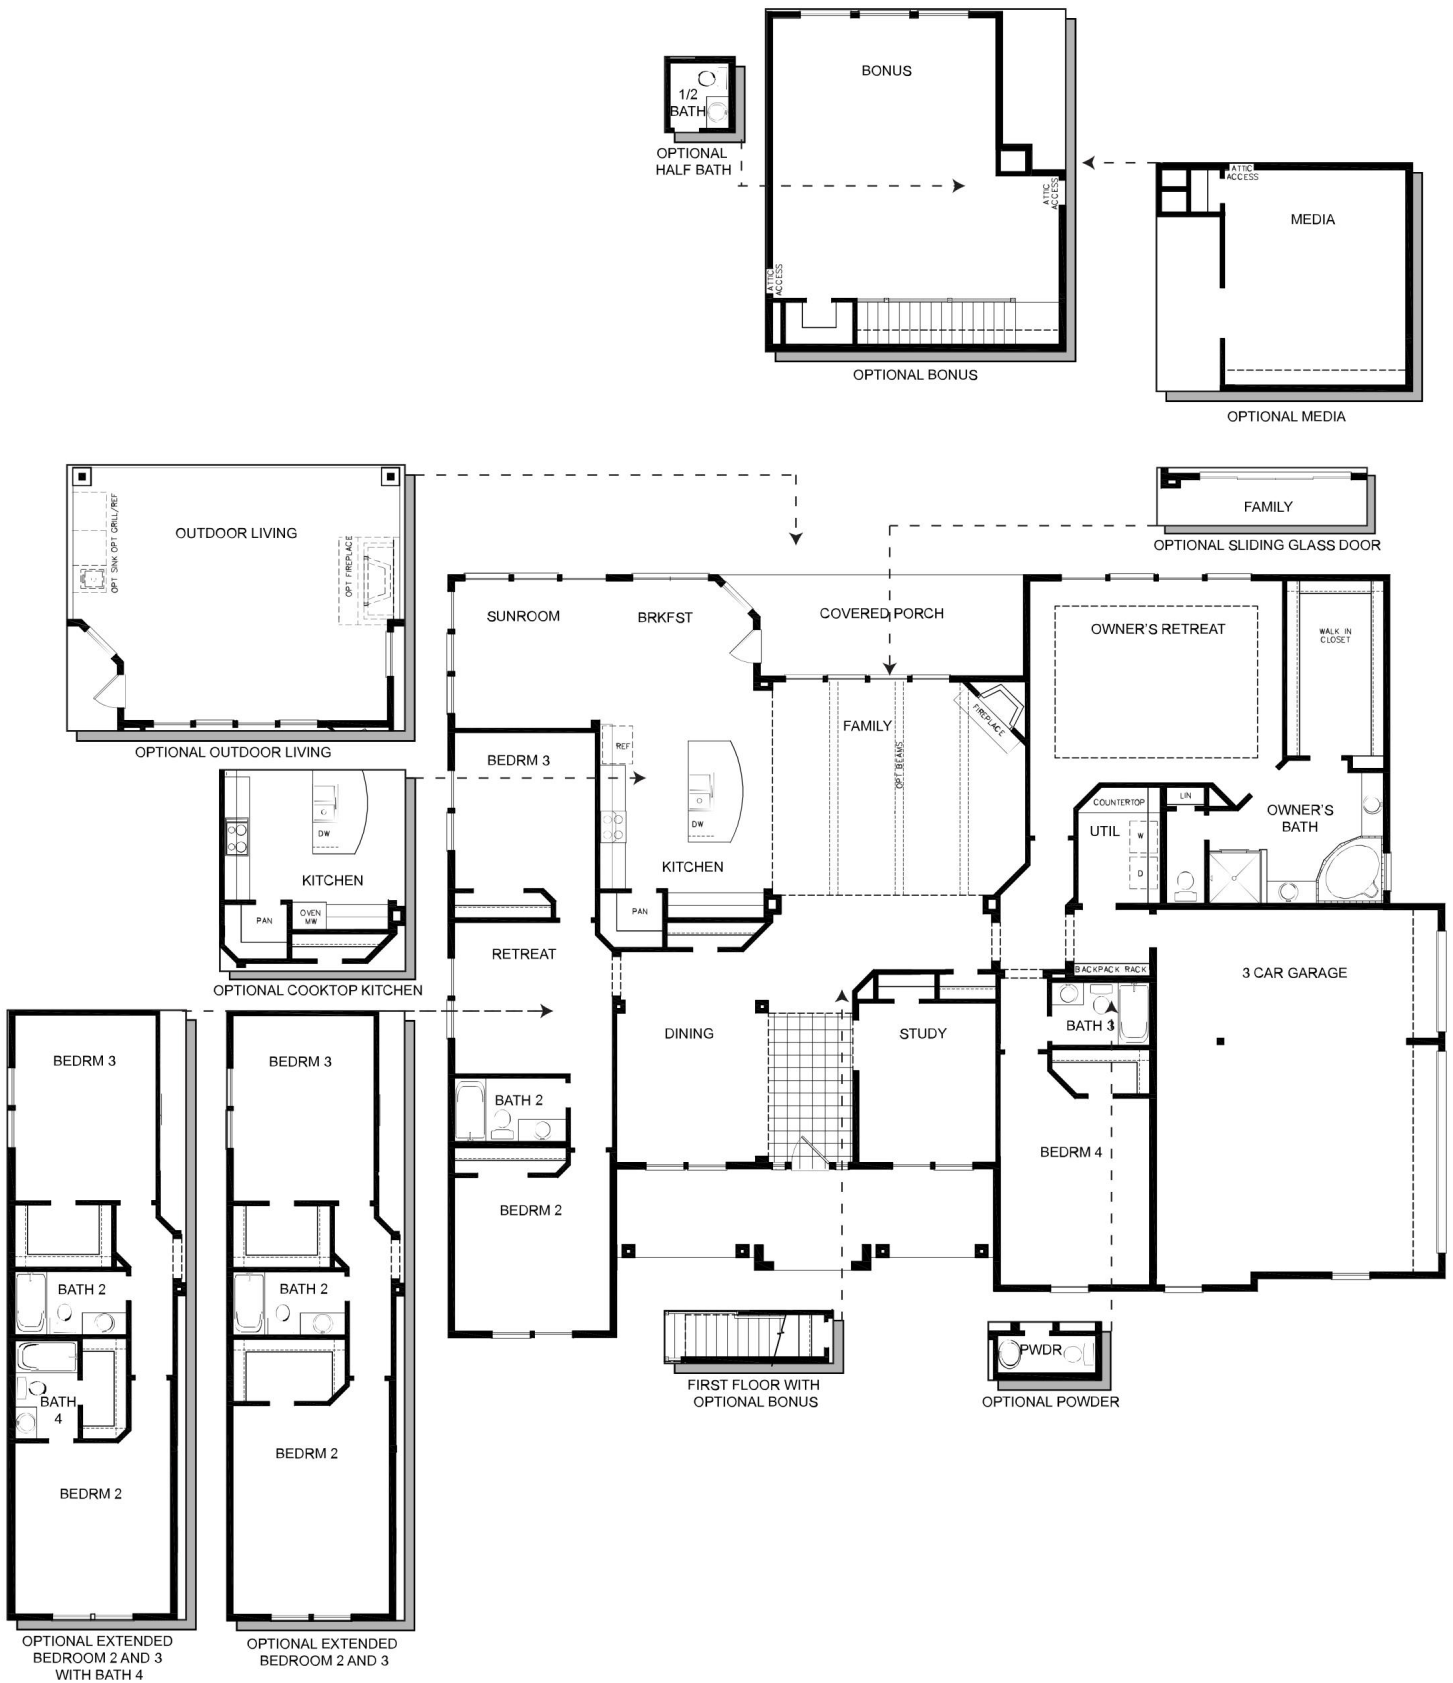 BONUS
1/2
BATH
OPTIONAL
HALF BATH
ATTIC
ACCESS
ATTIC
ACCESS
OPTIONAL BONUS
ATTIC
ACCESS
MEDIA
OPTIONAL MEDIA
OUTDOOR LIVING
OPT SINK OPT GRILL/REF
OPT FIREPLACE
OPTIONAL OUTDOOR LIVING
FAMILY
OPTIONAL SLIDING GLASS DOOR
SUNROOM
BRKFST
COVERED PORCH
OWNER'S RETREAT
WALK IN
CLOSET
FAMILY
FIREPLACE
OPT BEAMS
REF
BEDRM 3
DW
KITCHEN
PAN
COUNTERTOP
UTIL
W
D
LIN
OWNER'S
BATH
DW
KITCHEN
PAN
OVEN
MW
OPTIONAL COOKTOP KITCHEN
RETREAT
BACKPACK RACK
3 CAR GARAGE
DINING
STUDY
BATH 3
BATH 2
BEDRM 4
BEDRM 2
BEDRM 3
BATH 2
BATH
4
BEDRM 2
OPTIONAL EXTENDED
BEDROOM 2 AND 3
WITH BATH 4
BEDRM 3
BATH 2
BEDRM 2
OPTIONAL EXTENDED
BEDROOM 2 AND 3
FIRST FLOOR WITH
OPTIONAL BONUS
PWDR
OPTIONAL POWDER